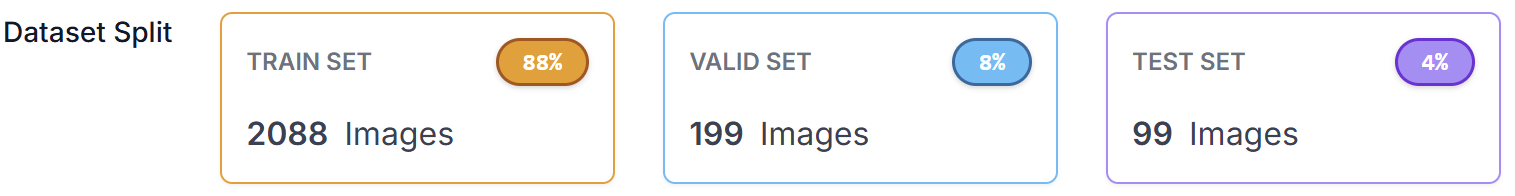 Dataset Split
TRAIN SET 88%
2088 Images
VALID SET 8%
199 Images
TEST SET 4%
99 Images